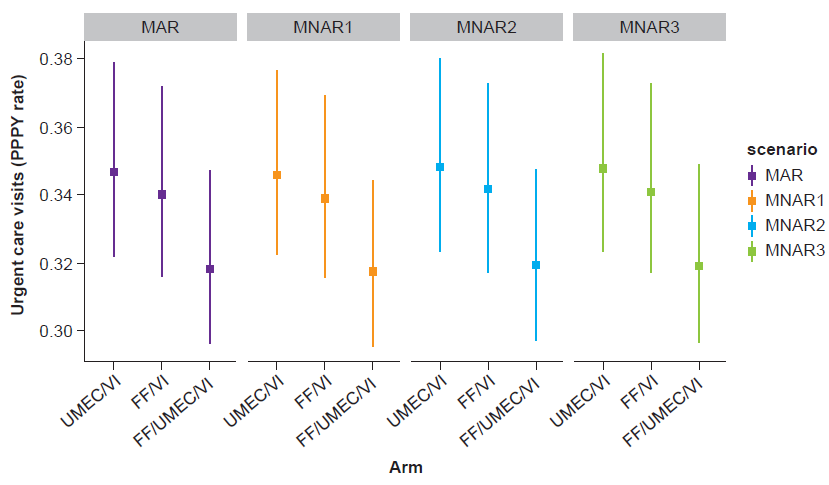 MAR MNAR1 MNAR2 MNAR3
Urgent care visits (PPPY rate)
0.38
0.36
0.34
0.32
0.30
UMEC/VI FF/VI FF/UMEC/VI UMEC/VI FF/VI FF/UMEC/VI UMEC/VI FF/VI FF/UMEC/VI UMEC/VI FF/VI FF/UMEC/VI
Arm
scenario
MAR
MNAR1
MNAR2
MNAR3